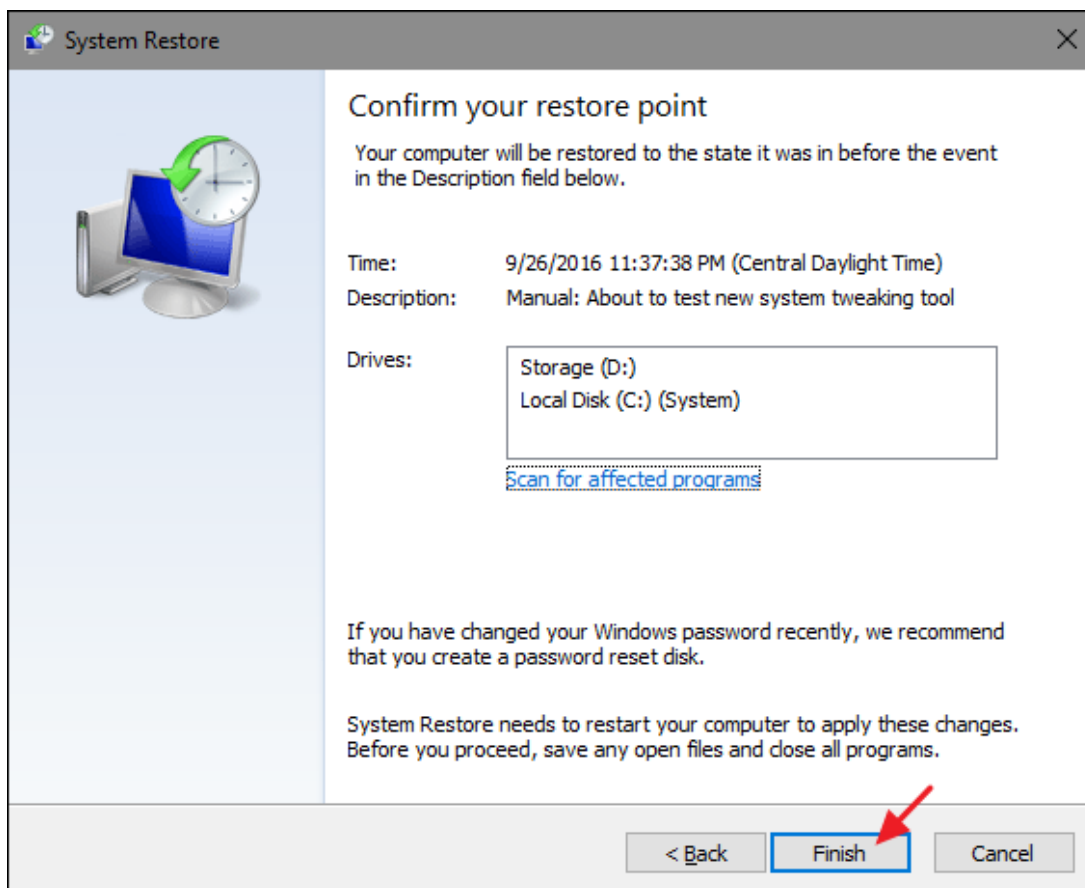 System Restore
Confirm your restore point
Your computer will be restored to the state it was in before the event
in the Description field below.
Time: 9/26/2016 11:37:38 PM (Central Daylight Time)
Description: Manual: About to test new system tweaking tool
Drives:
Storage (D:)
Local Disk (C:) (System)
Scan for affected programs
If you have changed your Windows password recently, we recommend
that you create a password reset disk.
System Restore needs to restart your computer to apply these changes.
Before you proceed, save any open files and close all programs.
< Back Finish Cancel